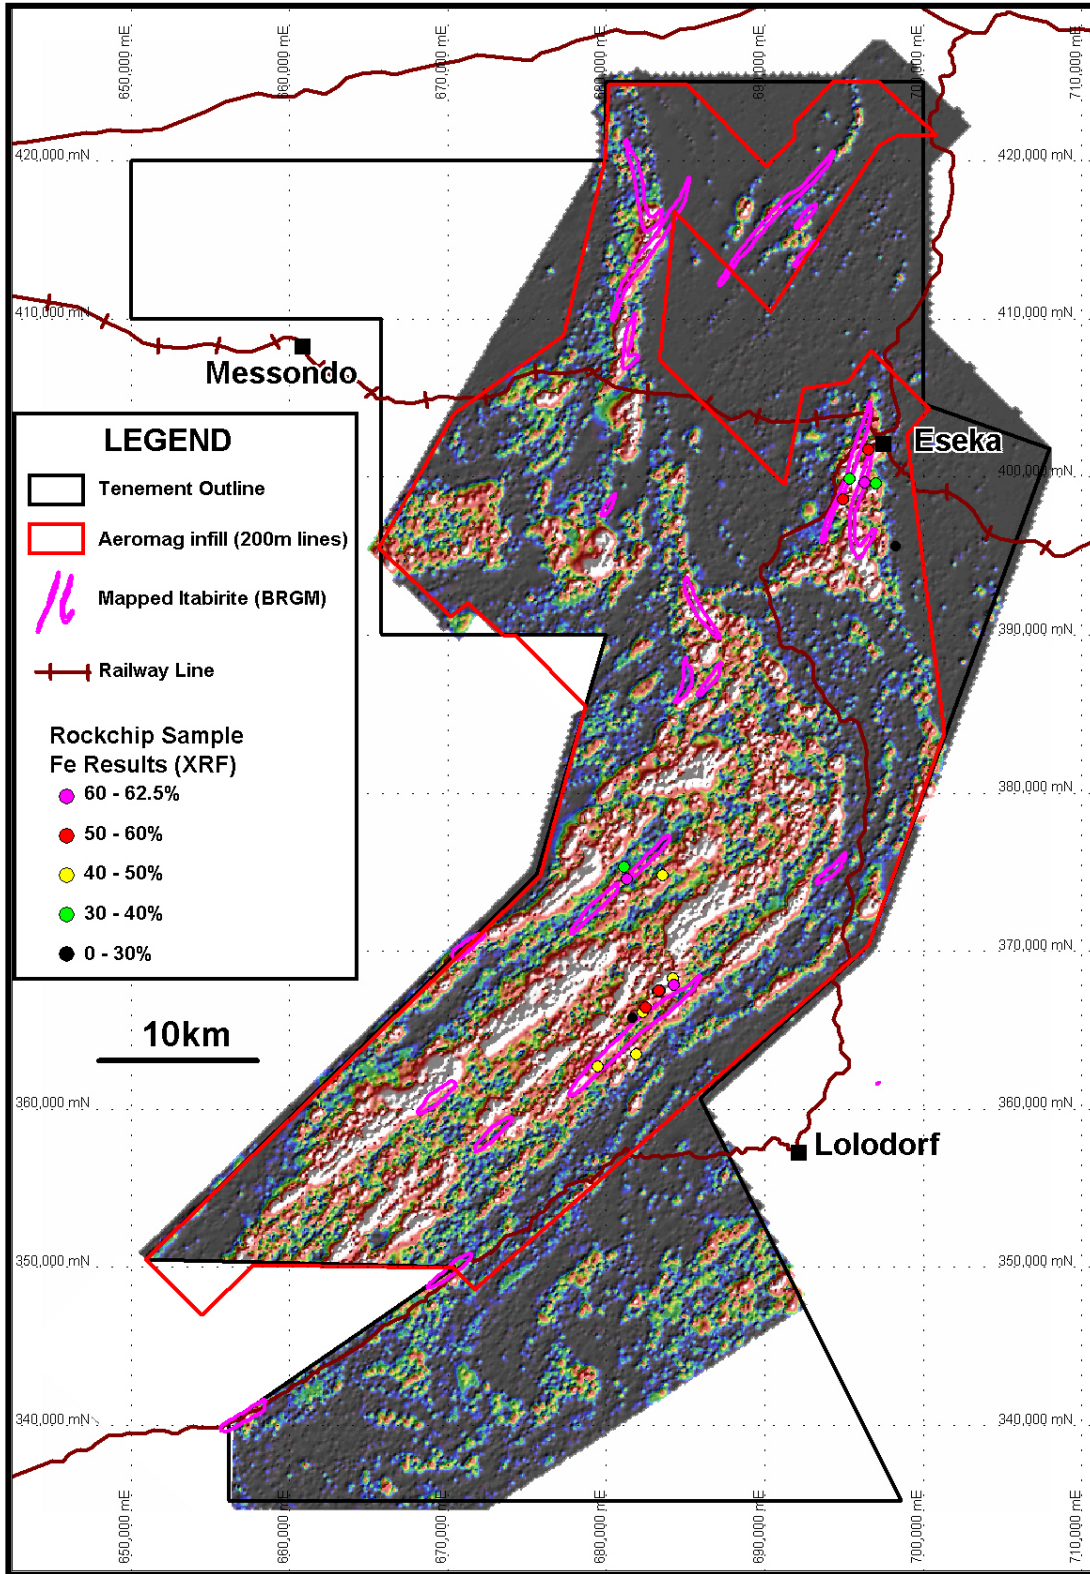 650,000 mE
660,000 mE
670,000 mE
680,000 mE
690,000 mE
700,000 mE
710,000 mE
420,000 mN
420,000 mN
410,000 mN
410,000 mN
Messondo
Eseka
LEGEND
Tenement Outline
Aeromag infill (200m lines)
Mapped Itabirite (BRGM)
Railway Line
Rockchip Sample
Fe Results (XRF)
60 - 62.5%
50 - 60%
40 - 50%
30 - 40%
0 - 30%
400,000 mN
390,000 mN
380,000 mN
370,000 mN
10km
360,000 mN
360,000 mN
Lolodorf
350,000 mN
350,000 mN
340,000 mN
340,000 mN
650,000 mE
660,000 mE
670,000 mE
680,000 mE
690,000 mE
700,000 mE
710,000 mE